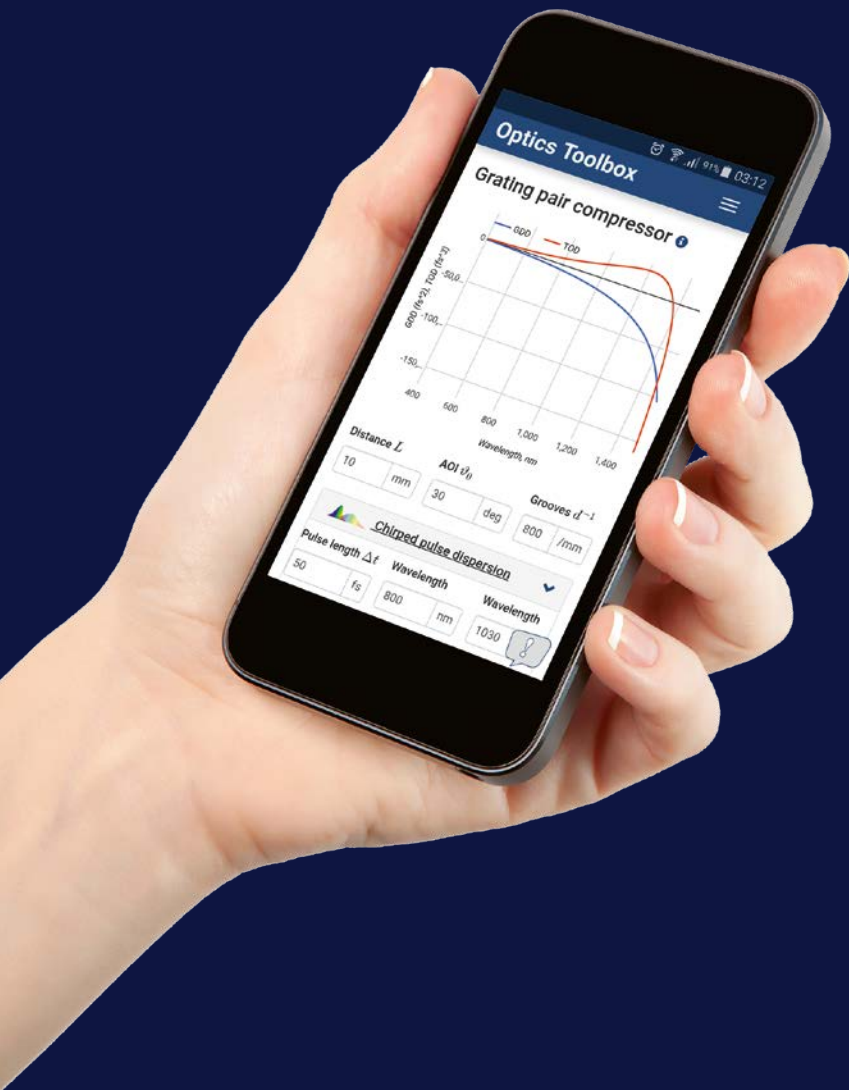 91% 03:12
Optics Toolbox
Grating pair compressor
GDD TOD
GDD (fs^2), TOD (fs^3)
0
-50,0...
-100,...
-150,...
400 600 800 1,000 1,200 1,400
Wavelength, nm
Distance L AOI ϑ₀ Grooves d⁻¹
10 mm 30 deg 800 /mm
Chirped pulse dispersion
Pulse length Δt Wavelength Wavelength
50 fs 800 nm 1030